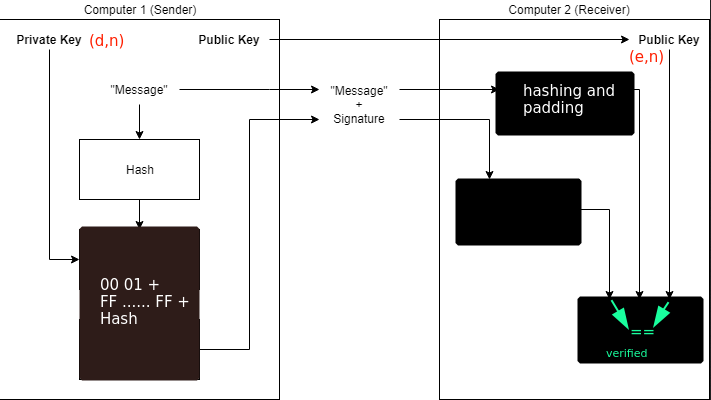 Computer 1 (Sender)
Computer 2 (Receiver)
Private Key (d,n)
Public Key
Public Key
(e,n)
"Message"
"Message"
+
Signature
hashing and
padding
Hash
00 01 +
FF ...... FF +
Hash
==
verified